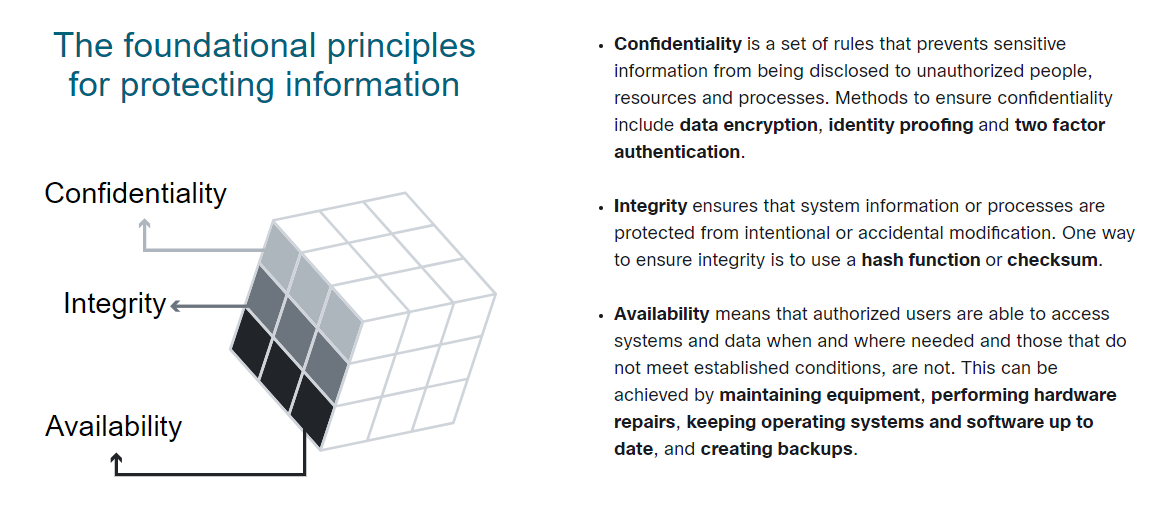 The foundational principles
for protecting information
Confidentiality
Integrity
Availability
• Confidentiality is a set of rules that prevents sensitive
information from being disclosed to unauthorized people,
resources and processes. Methods to ensure confidentiality
include data encryption, identity proofing and two factor
authentication.
• Integrity ensures that system information or processes are
protected from intentional or accidental modification. One way
to ensure integrity is to use a hash function or checksum.
• Availability means that authorized users are able to access
systems and data when and where needed and those that do
not meet established conditions, are not. This can be
achieved by maintaining equipment, performing hardware
repairs, keeping operating systems and software up to
date, and creating backups.